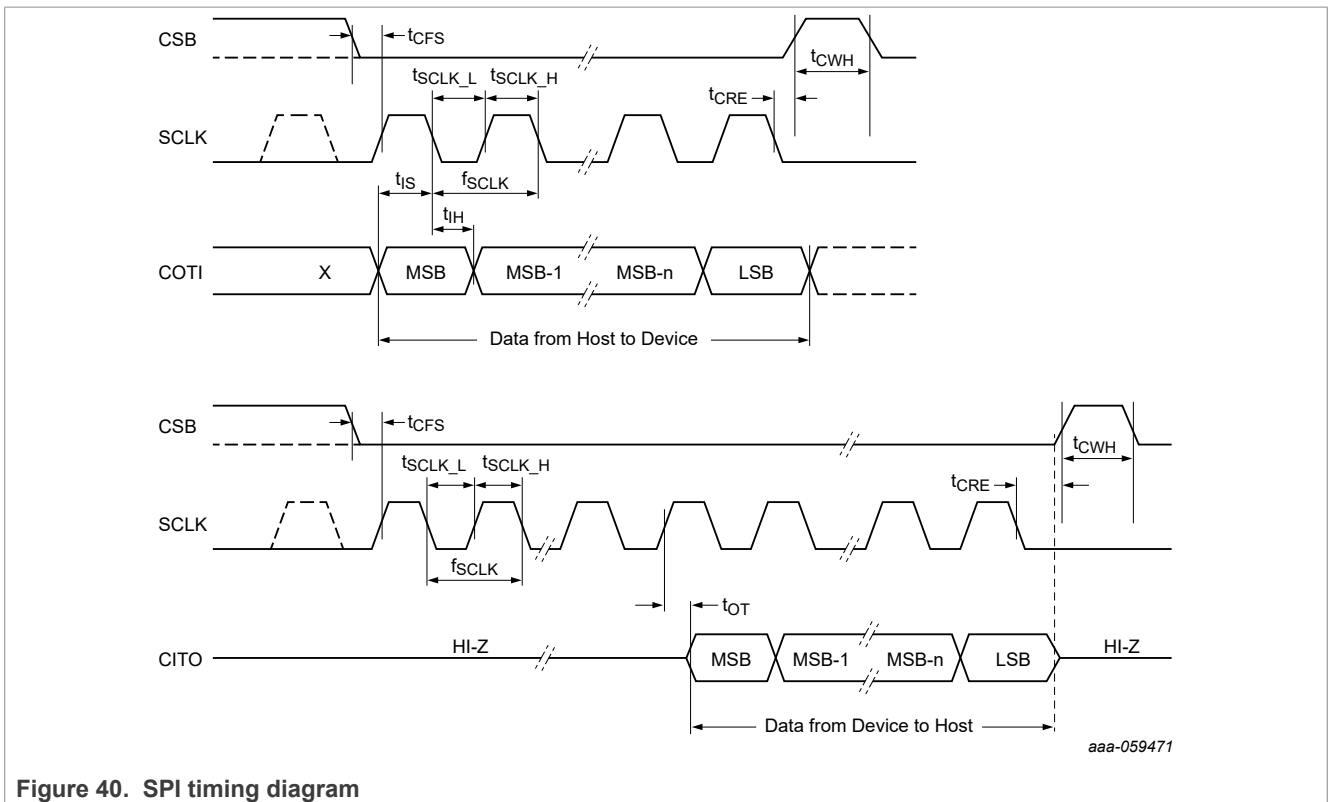 CSB
tCFS
tCWH
tSCLK_L tSCLK_H
tCRE
SCLK
tIS fSCLK
tIH
COTI X MSB MSB-1 MSB-n LSB
Data from Host to Device
CSB
tCFS
tCWH
tSCLK_L tSCLK_H
tCRE
SCLK
fSCLK
tOT
CITO HI-Z MSB MSB-1 MSB-n LSB HI-Z
Data from Device to Host
aaa-059471
Figure 40. SPI timing diagram